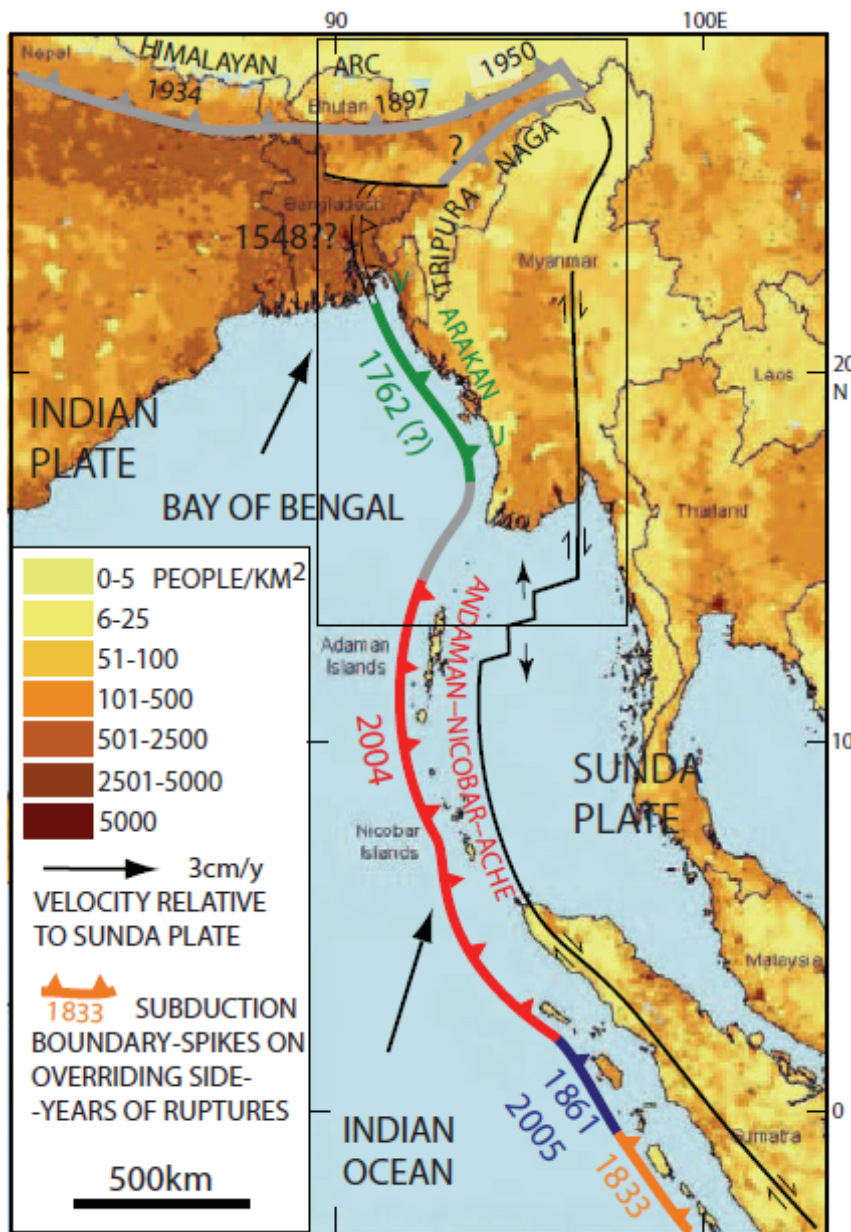 90
100E
Nepal
HIMALAYAN
ARC
1950
1934
Bhutan
1897
?
NAGA
Bangladesh
TRIPURA
1548??
Myanmar
V
ARAKAN
20
N
Laos
INDIAN
PLATE
1762 (?)
U
BAY OF BENGAL
Thailand
0-5 PEOPLE/KM2
6-25
51-100
101-500
501-2500
2501-5000
5000
3cm/y
VELOCITY RELATIVE
TO SUNDA PLATE
1833 SUBDUCTION
BOUNDARY-SPIKES ON
OVERRIDING SIDE-
-YEARS OF RUPTURES
500km
Adaman
Islands
ANDAMAN-NICOBAR-ACHE
2004
10
SUNDA
PLATE
Nicobar
Islands
Malaysia
INDIAN
OCEAN
1861
2005
1833
0
Sumatra